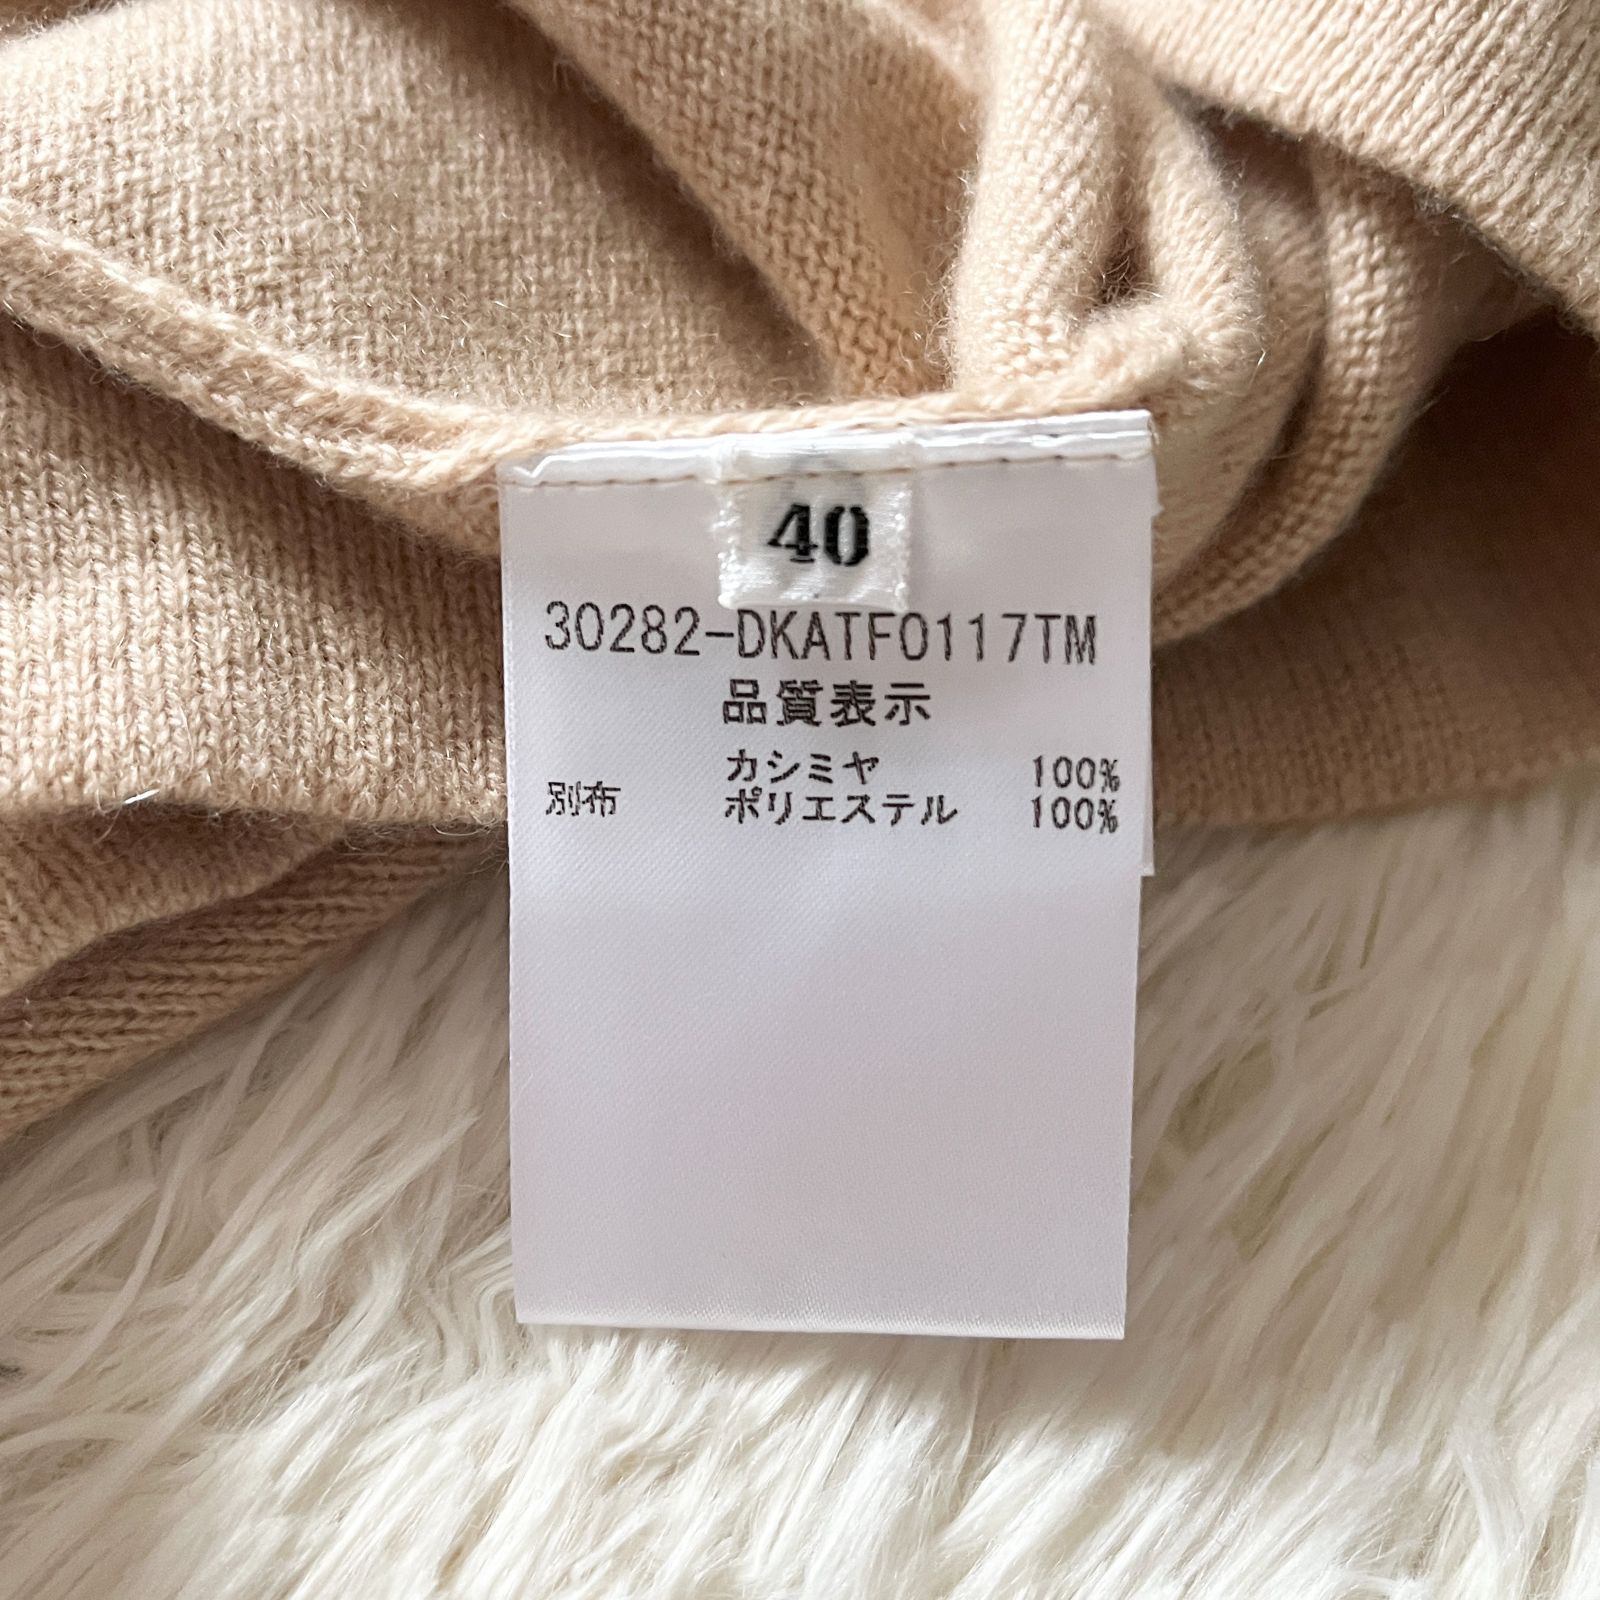 40
30282-DKATF0117TM
品質表示
カシミヤ 100%
別布 ポリエステル 100%